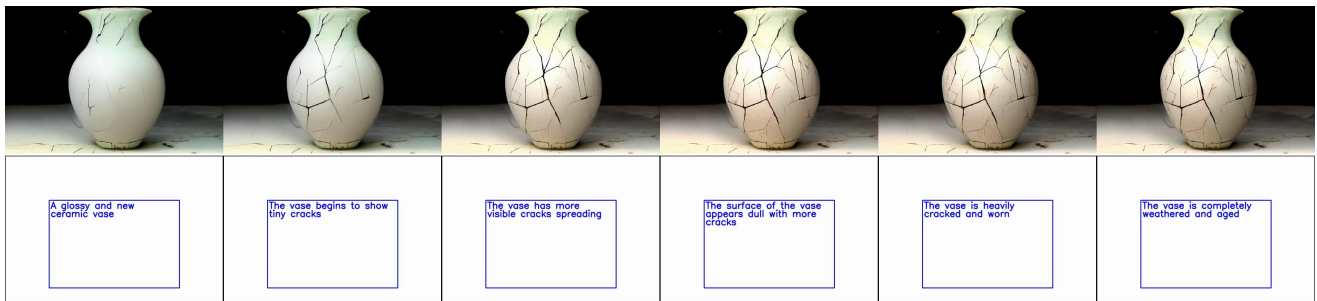 A glossy and new
ceramic vase
The vase begins to show
tiny cracks
The vase has more
visible cracks spreading
The surface of the vase
appears dull with more
cracks
The vase is heavily
cracked and worn
The vase is completely
weathered and aged